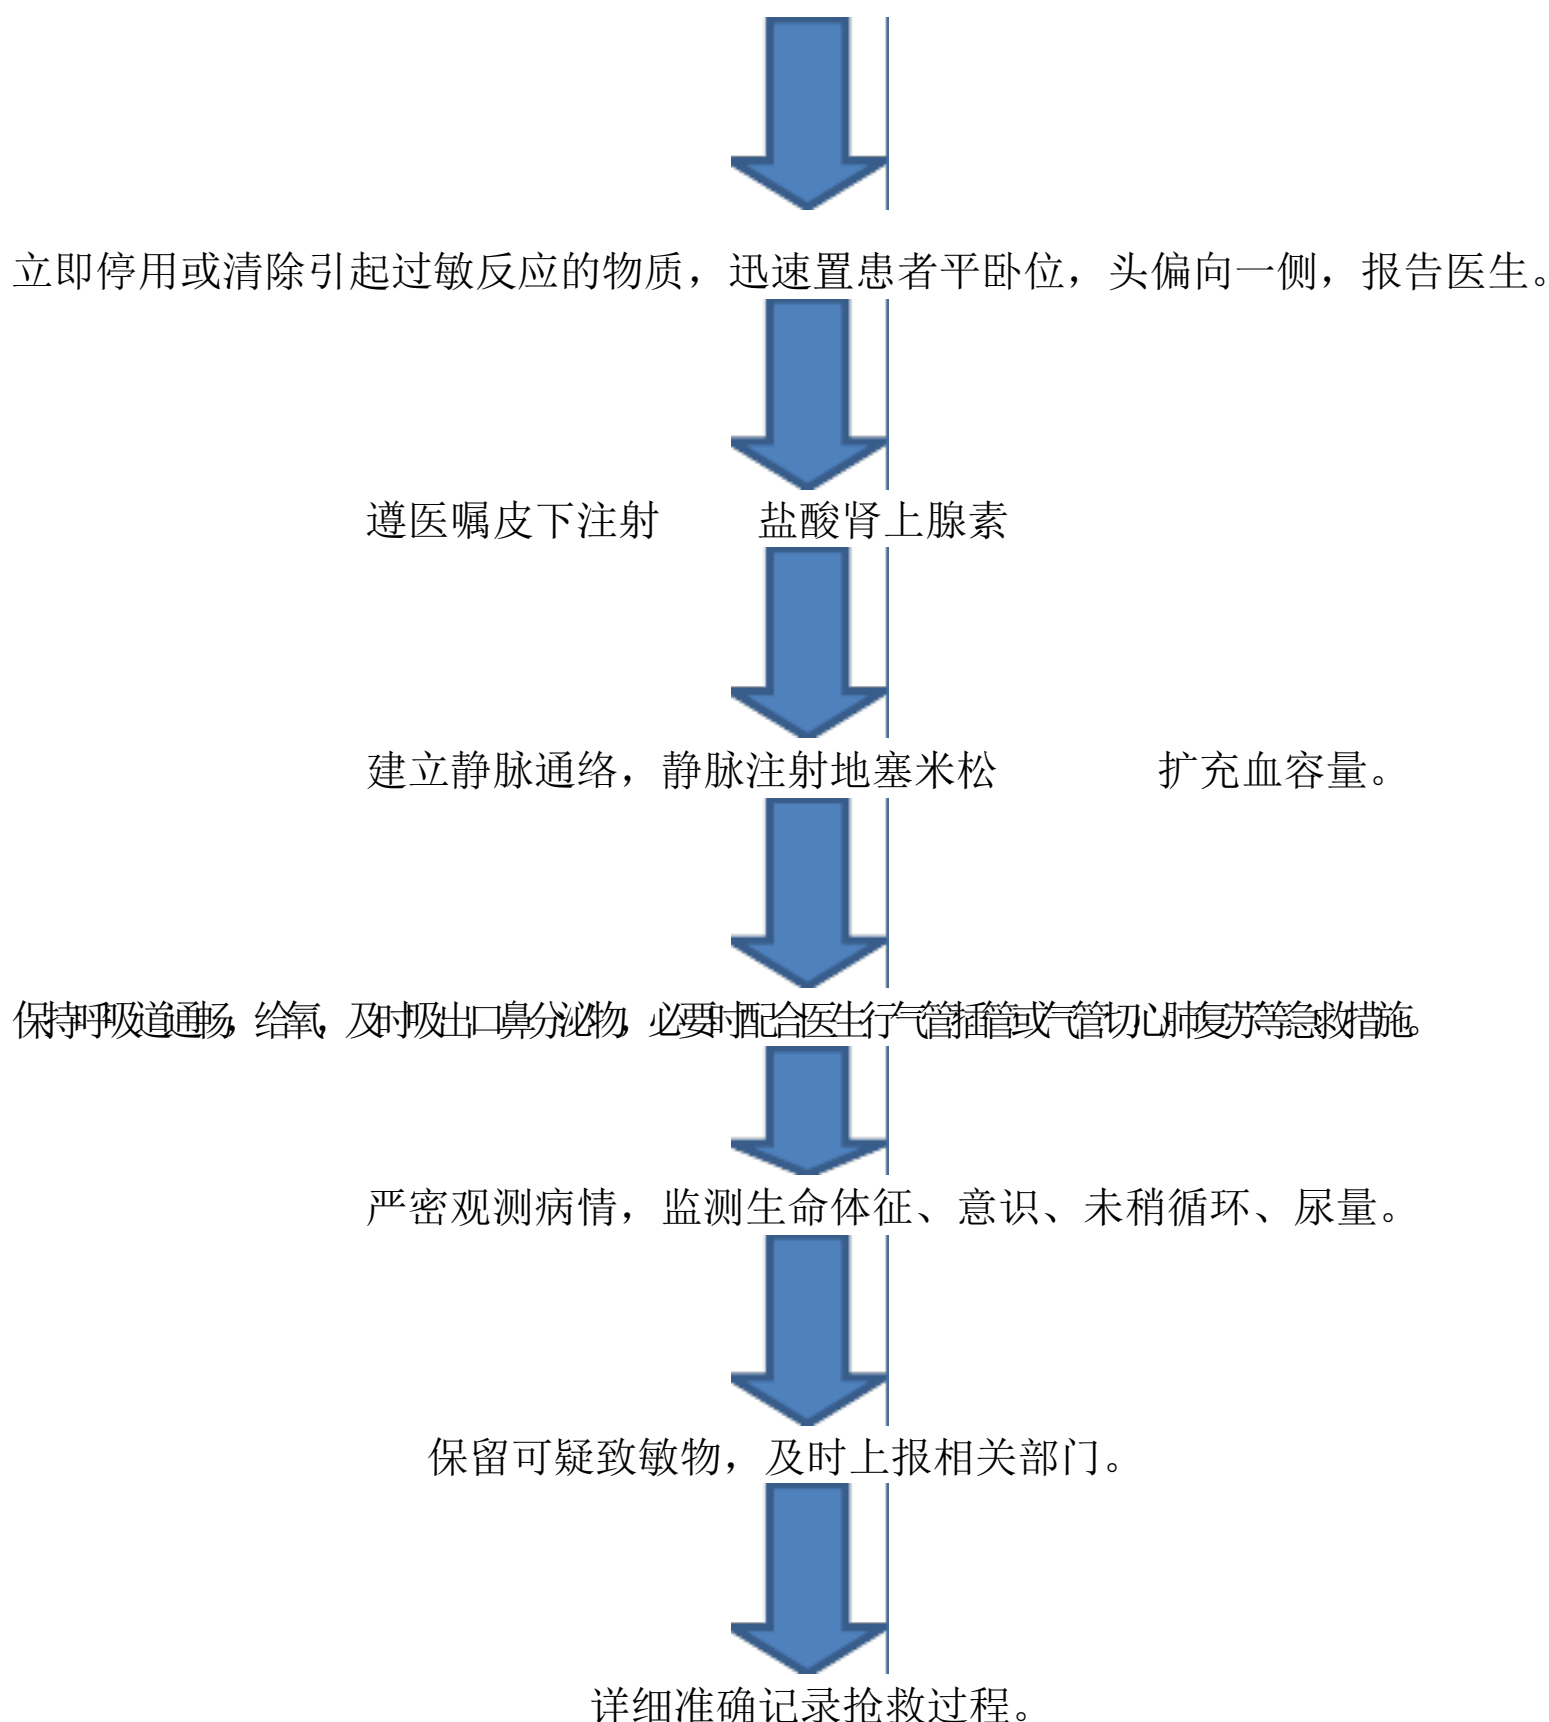 立即停用或清除引起过敏反应的物质，迅速置患者平卧位，头偏向一侧，报告医生。
遵医嘱皮下注射 盐酸肾上腺素
建立静脉通络，静脉注射地塞米松 扩充血容量。
保持呼吸道通畅，给氧，及时吸出口鼻分泌物，必要时配合医生行气管插管或气管切心肺复苏等急救措施。
严密观测病情，监测生命体征、意识、未稍循环、尿量。
保留可疑致敏物，及时上报相关部门。
详细准确记录抢救过程。